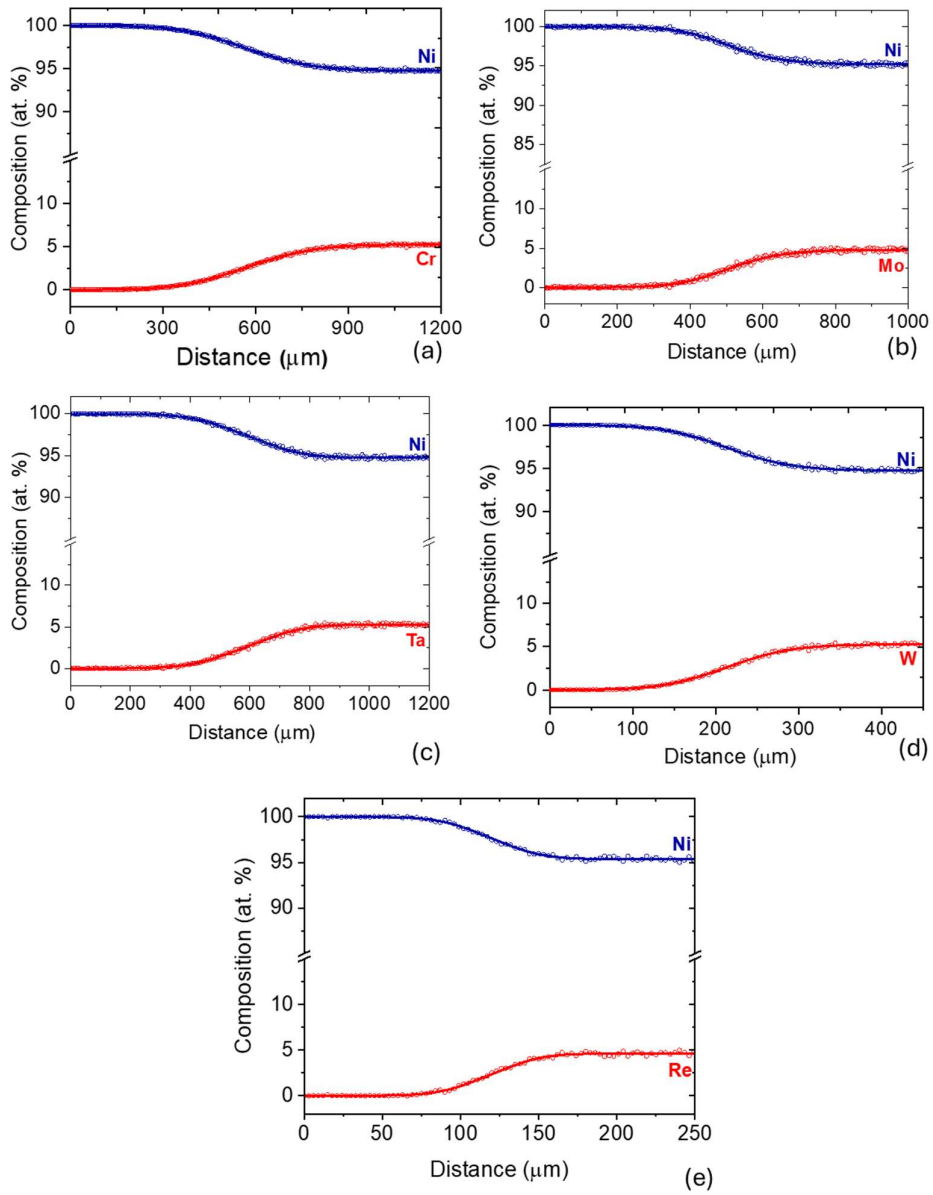 100
95
90
10
5
0
Composition (at. %)
Ni
Cr
0 300 600 900 1200
Distance (μm)
(a)
100
95
90
85
10
5
0
Composition (at. %)
Ni
Mo
0 200 400 600 800 1000
Distance (μm)
(b)
100
95
90
10
5
0
Composition (at. %)
Ni
Ta
0 200 400 600 800 1000 1200
Distance (μm)
(c)
100
95
90
10
5
0
Composition (at. %)
Ni
W
0 100 200 300 400
Distance (μm)
(d)
100
95
90
10
5
0
Composition (at. %)
Ni
Re
0 50 100 150 200 250
Distance (μm)
(e)